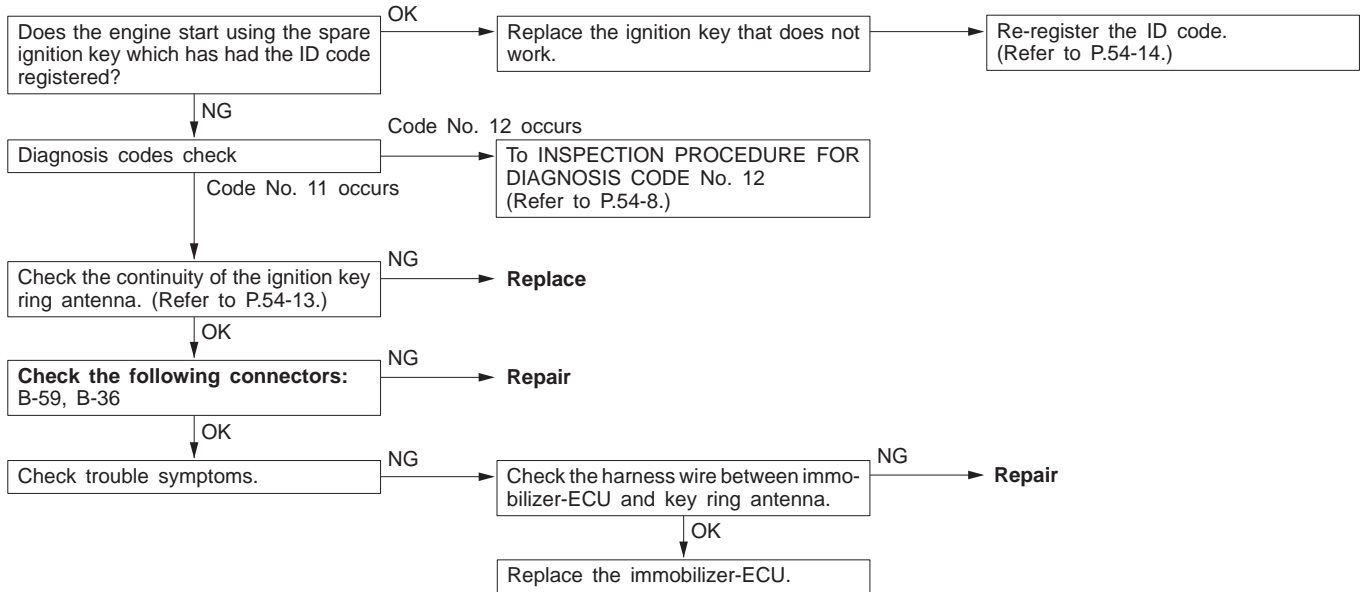 Does the engine start using the spare
ignition key which has had the ID code
registered?
OK
Replace the ignition key that does not
work.
Re-register the ID code.
(Refer to P.54-14.)
NG
Diagnosis codes check
Code No. 12 occurs
To INSPECTION PROCEDURE FOR
DIAGNOSIS CODE No. 12
(Refer to P.54-8.)
Code No. 11 occurs
Check the continuity of the ignition key
ring antenna. (Refer to P.54-13.)
NG
Replace
OK
Check the following connectors:
B-59, B-36
NG
Repair
OK
Check trouble symptoms.
NG
Check the harness wire between immo-
bilizer-ECU and key ring antenna.
NG
Repair
OK
Replace the immobilizer-ECU.